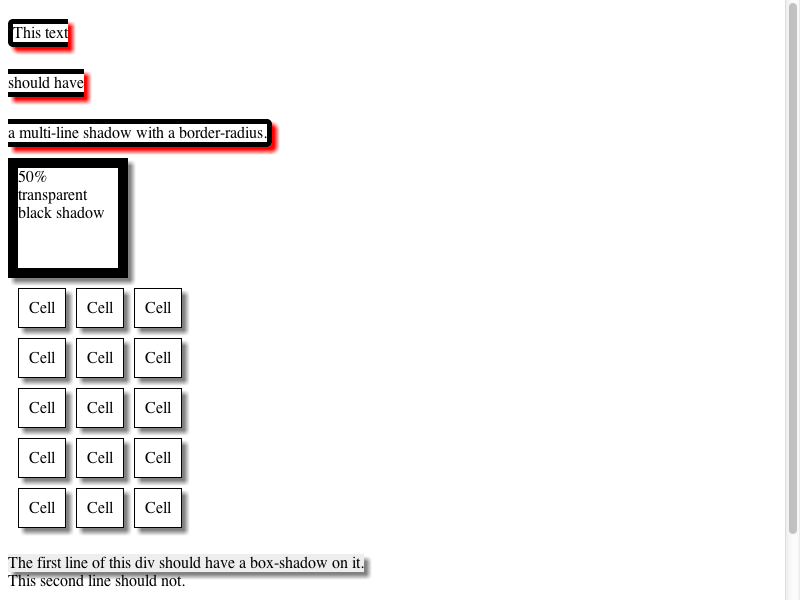 This text
should have
a multi-line shadow with a border-radius.
50%
transparent
black shadow
Cell Cell Cell
Cell Cell Cell
Cell Cell Cell
Cell Cell Cell
Cell Cell Cell
The first line of this div should have a box-shadow on it.
This second line should not.